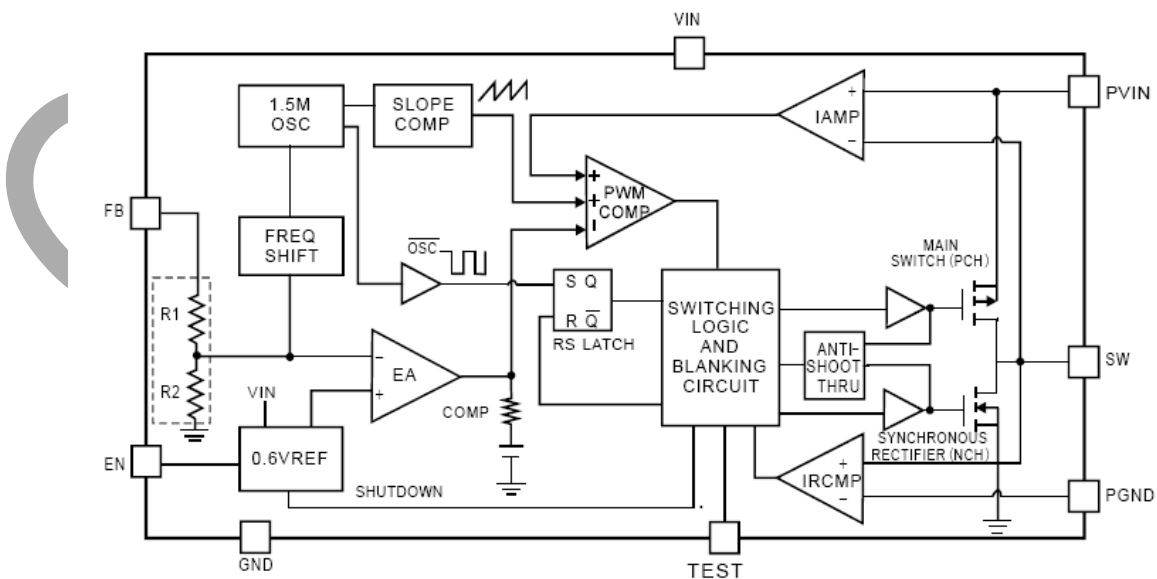 VIN
1.5M
OSC
SLOPE
COMP
+
IAMP
−
PVIN
FB
FREQ
SHIFT
+
+
−
PWM
COMP
OSC
MAIN
SWITCH (PCH)
R1
S Q
R Q
RS LATCH
SWITCHING
LOGIC
AND
BLANKING
CIRCUIT
ANTI-
SHOOT
THRU
SW
R2
−
EA
+
VIN
COMP
SYNCHRONOUS
RECTIFIER (NCH)
EN
0.6VREF
SHUTDOWN
+
IRCMP
−
PGND
GND
TEST